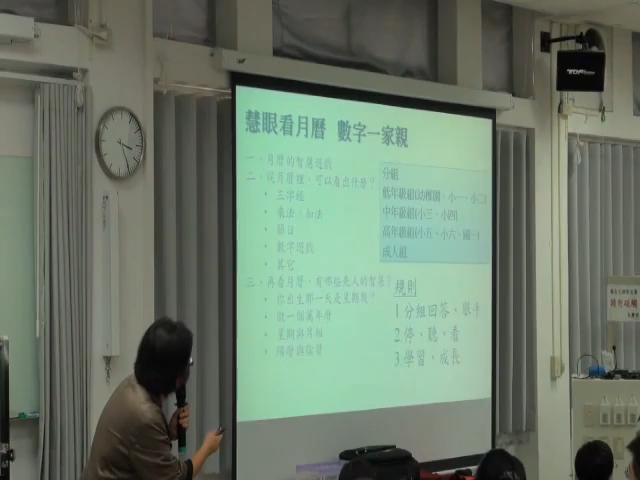 慧眼看月曆 數字一家親
一、月曆的智慧遊戲
二、從月曆裡，可以看出什麼？
• 三字經
• 乘法、加法
• 節日
• 數字遊戲
• 其它
三、再看月曆，有哪些先人的智慧？
• 你出生那一天是星期幾？
• 做一個萬年曆
• 星期與月相
• 陽曆與陰曆
分組
低年級組(幼稚園、小一、小二)
中年級組(小三、小四)
高年級組(小五、小六、國一)
成人組
規則
1.分組回答、舉手
2.停、聽、看
3.學習、成長
TOPP
請勿碰觸